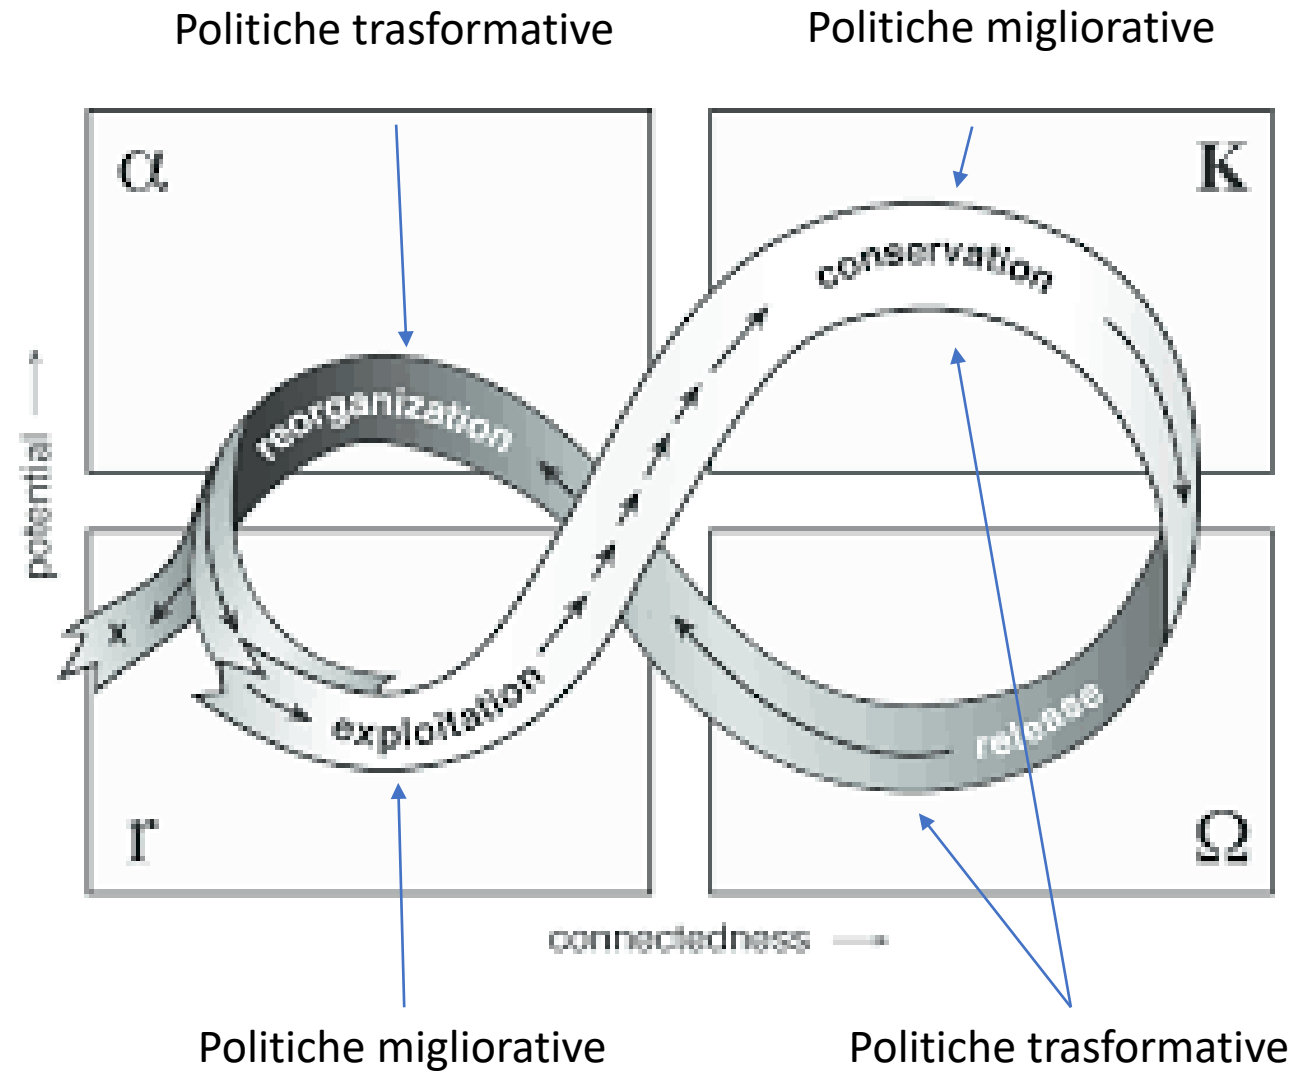 Politiche trasformative
Politiche migliorative
α
K
conservation
reorganization
potential
x
exploitation
release
r
Ω
connectedness
Politiche migliorative
Politiche trasformative